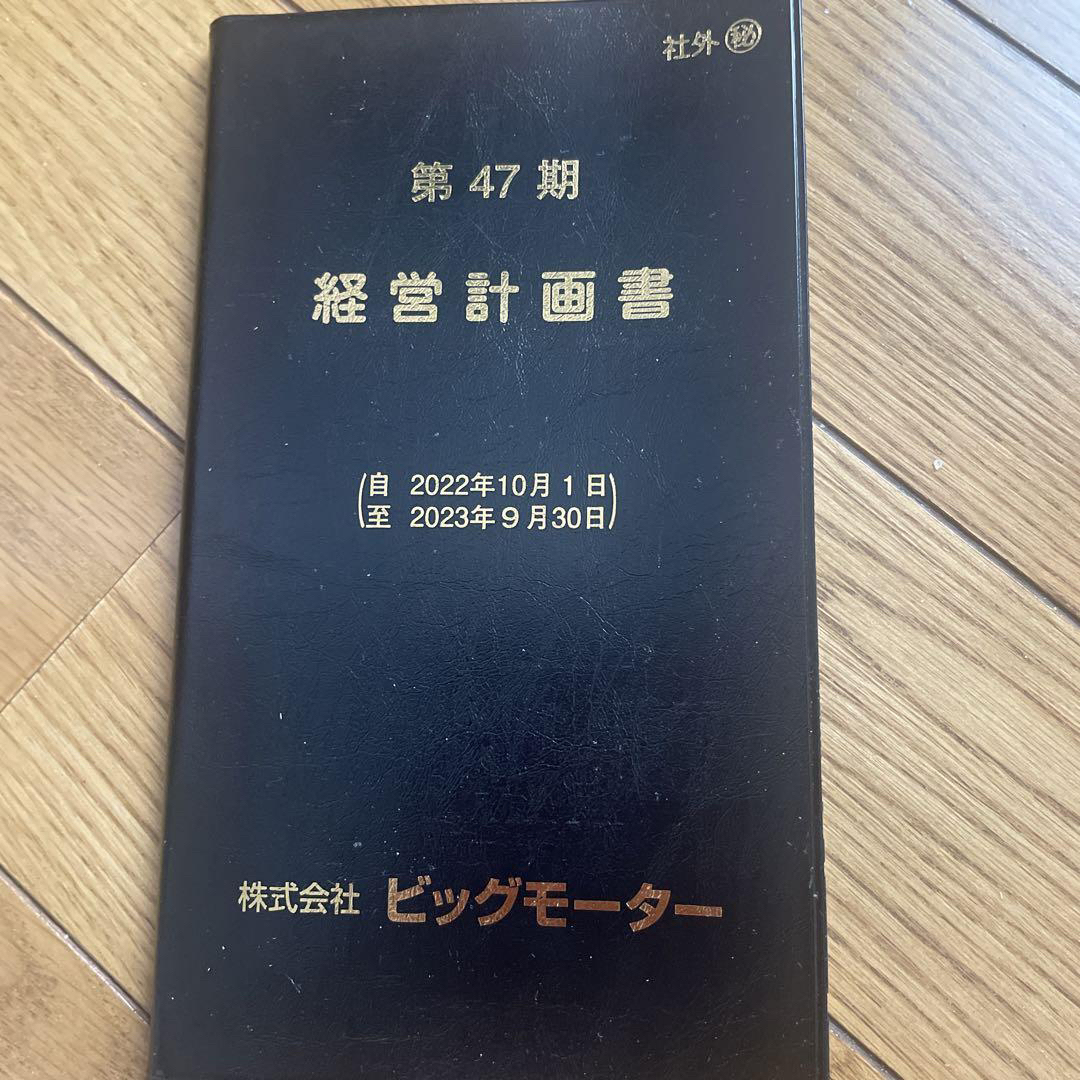 社外㊙
第47期
経営計画書
(自 2022年10月1日
至 2023年9月30日)
株式会社 ビッグモーター